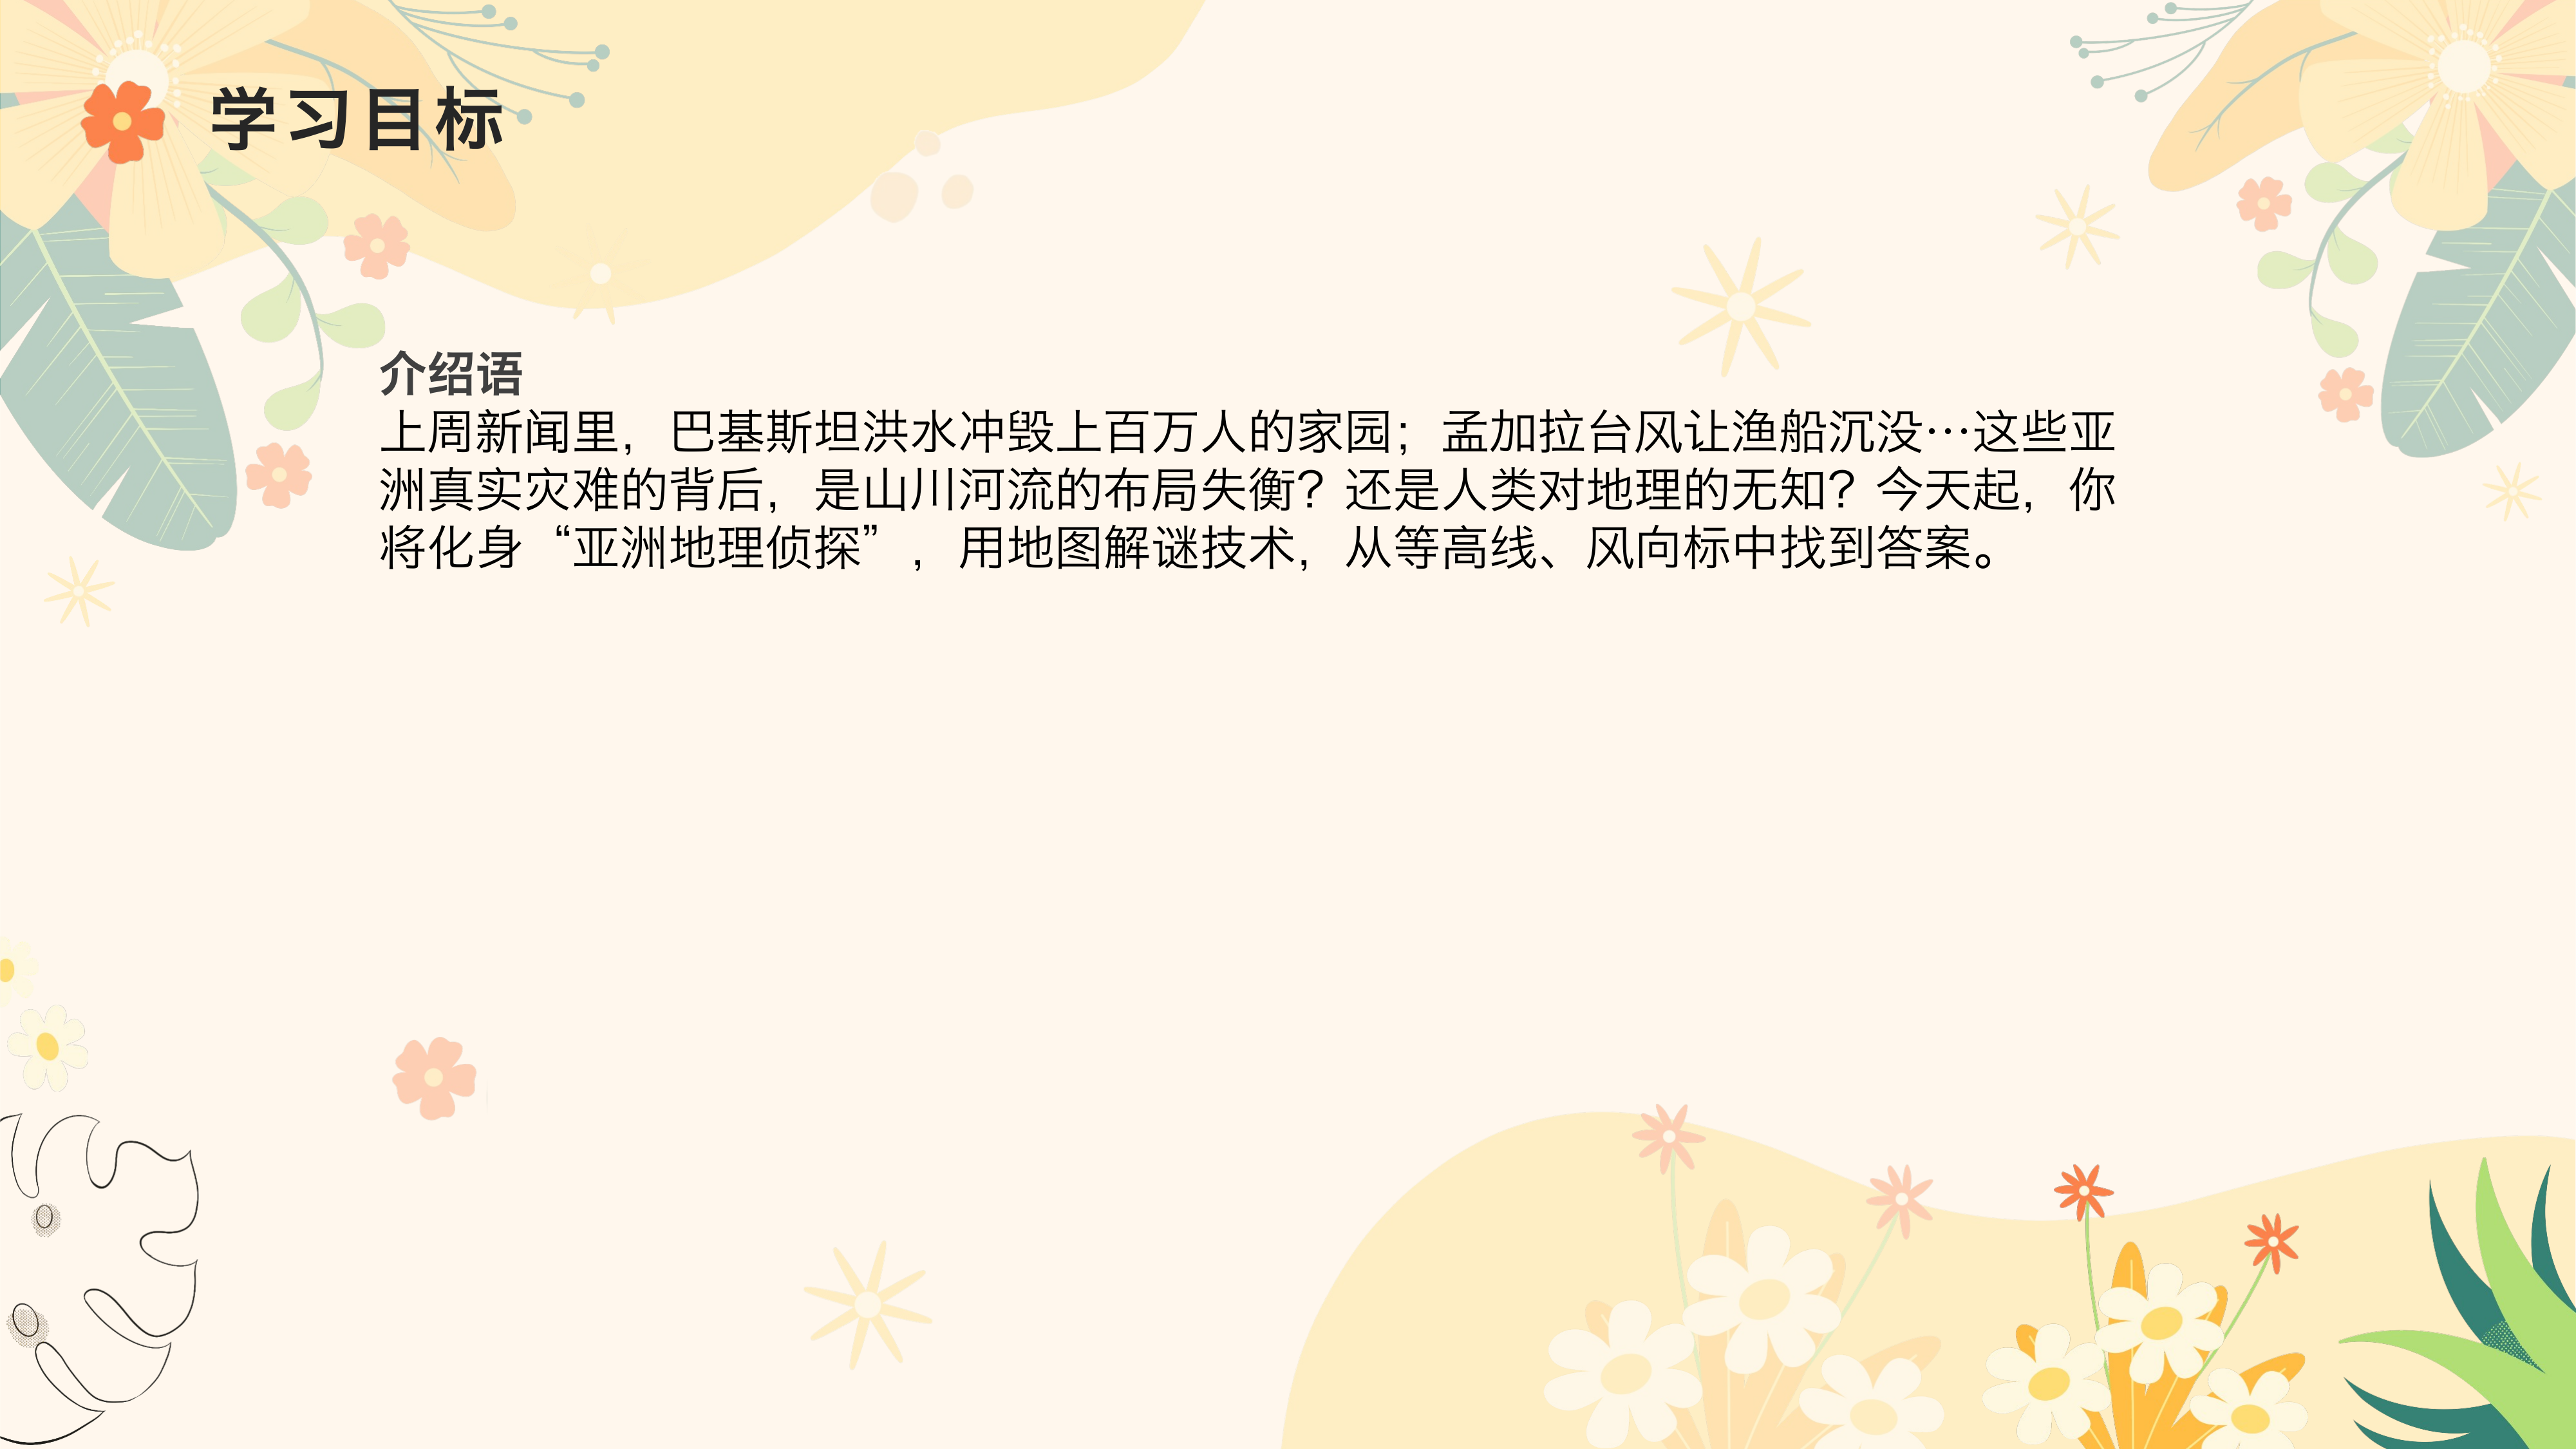 学习目标
介绍语
上周新闻里，巴基斯坦洪水冲毁上百万人的家园；孟加拉台风让渔船沉没…这些亚
洲真实灾难的背后，是山川河流的布局失衡？还是人类对地理的无知？今天起，你
将化身“亚洲地理侦探”，用地图解谜技术，从等高线、风向标中找到答案。